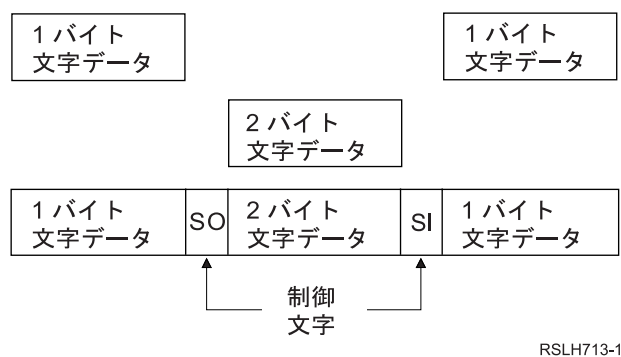 1 バイト
文字データ
1 バイト
文字データ
2 バイト
文字データ
1 バイト
文字データ
SO
2 バイト
文字データ
SI
1 バイト
文字データ
制御
文字
RSLH713-1